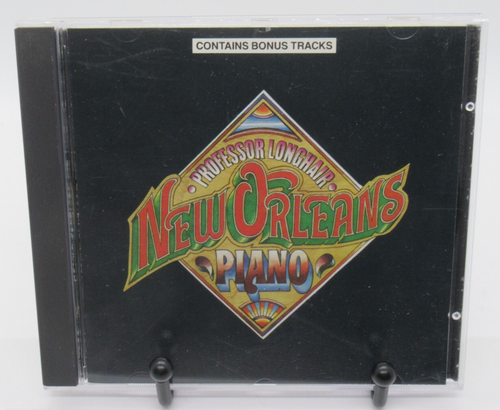 CONTAINS BONUS TRACKS
• PROFESSOR LONGHAIR •
NEW ORLEANS
PIANO